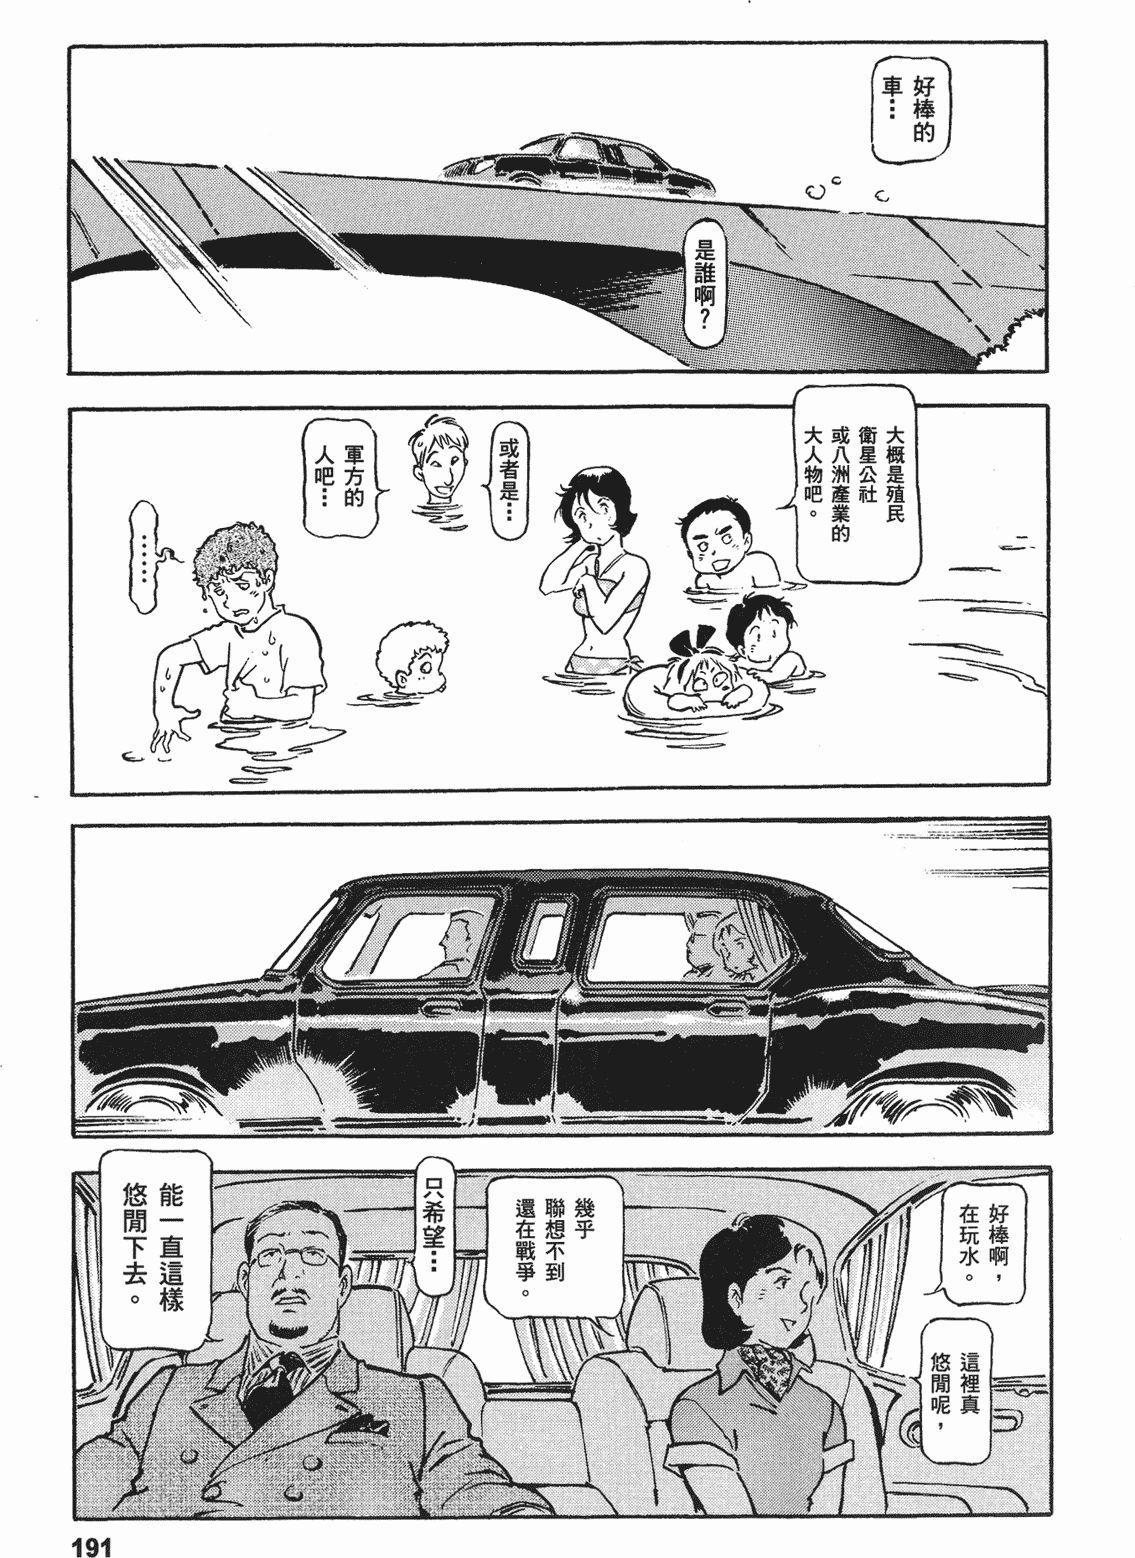 好棒的
車…
是誰啊？
大概是殖民
衛星公社
或八洲產業的
大人物吧。
或者是…
軍方的
人吧…
……
好棒啊，
在玩水。
這裡真
悠閒呢，
幾乎
聯想不到
還在戰爭。
只希望…
能一直這樣
悠閒下去。
191